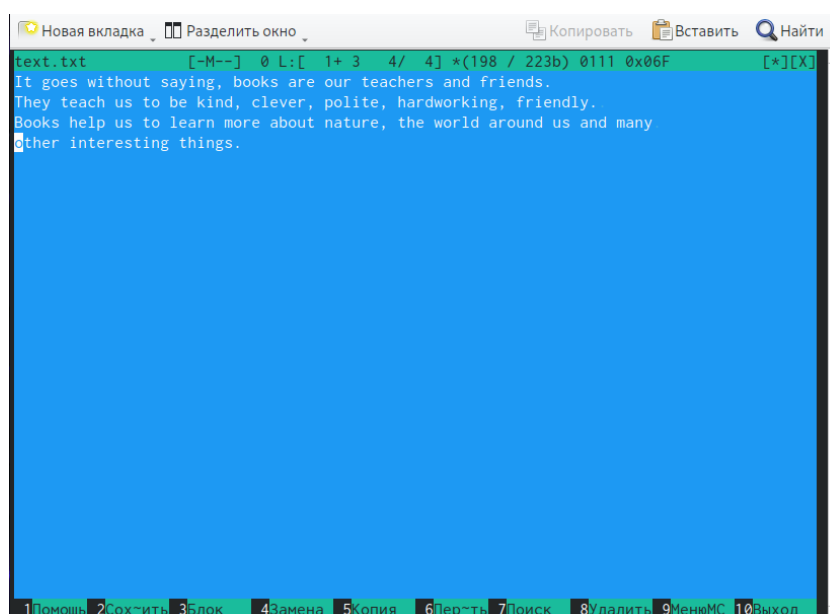 Новая вкладка Разделить окно Копировать Вставить Найти
text.txt [-M--] 0 L:[ 1+ 3 4/ 4] *(198 / 223b) 0111 0x06F [*][X]
It goes without saying, books are our teachers and friends.
They teach us to be kind, clever, polite, hardworking, friendly.
Books help us to learn more about nature, the world around us and many
other interesting things.
1Помощь 2Сох~ить 3Блок 4Замена 5Копия 6Пер~ть 7Поиск 8Удалить 9МенюМС 10Выход